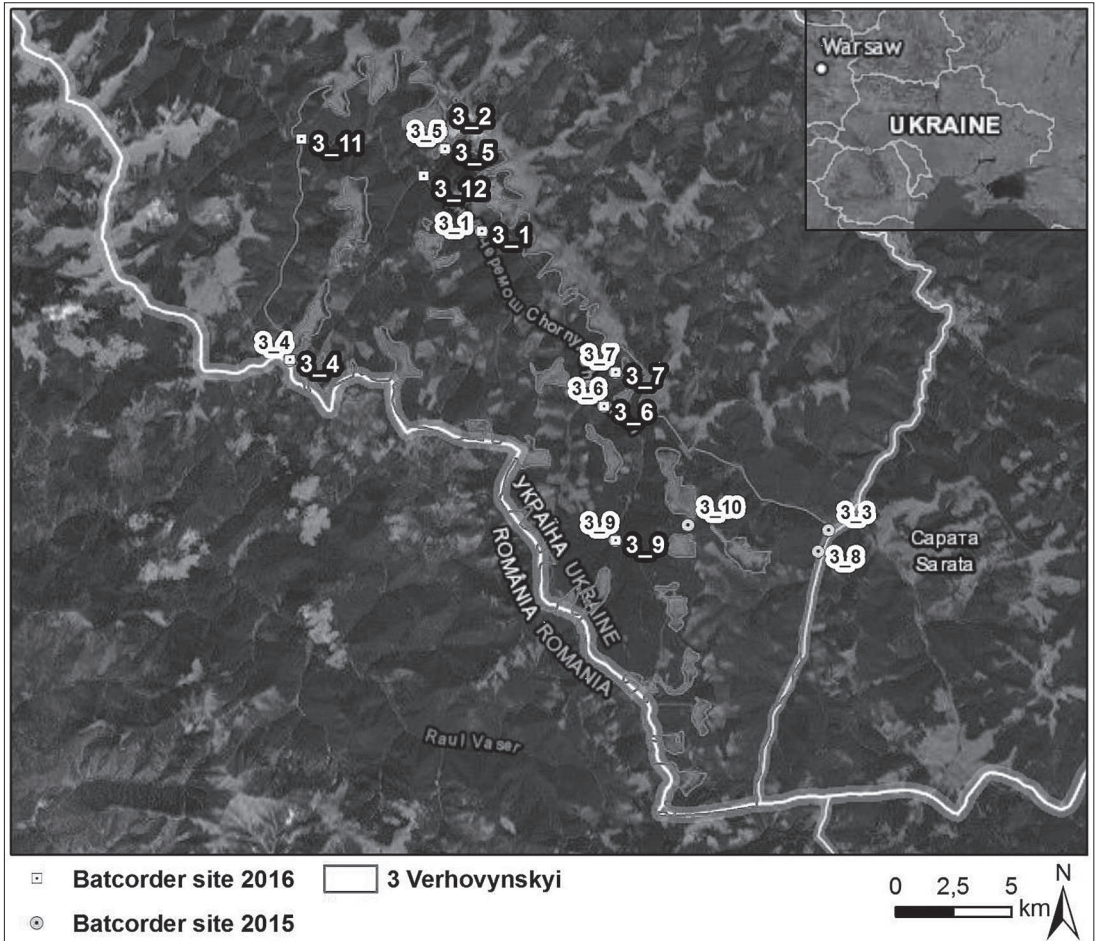 Warsaw
UKRAINE
3_2
3_5
3_5
3_11
3_12
3_1
3_1
Черемош Chornyi
3_4
3_4
3_7
3_7
3_6
3_6
3_10
3_3
3_9
3_9
3_8
Сарата
Sarata
УКРАЇНА UKRAINE
ROMÂNIA ROMANIA
Raul Vaser
Batcorder site 2016
3 Verhovynskyi
Batcorder site 2015
N
0 2,5 5
km